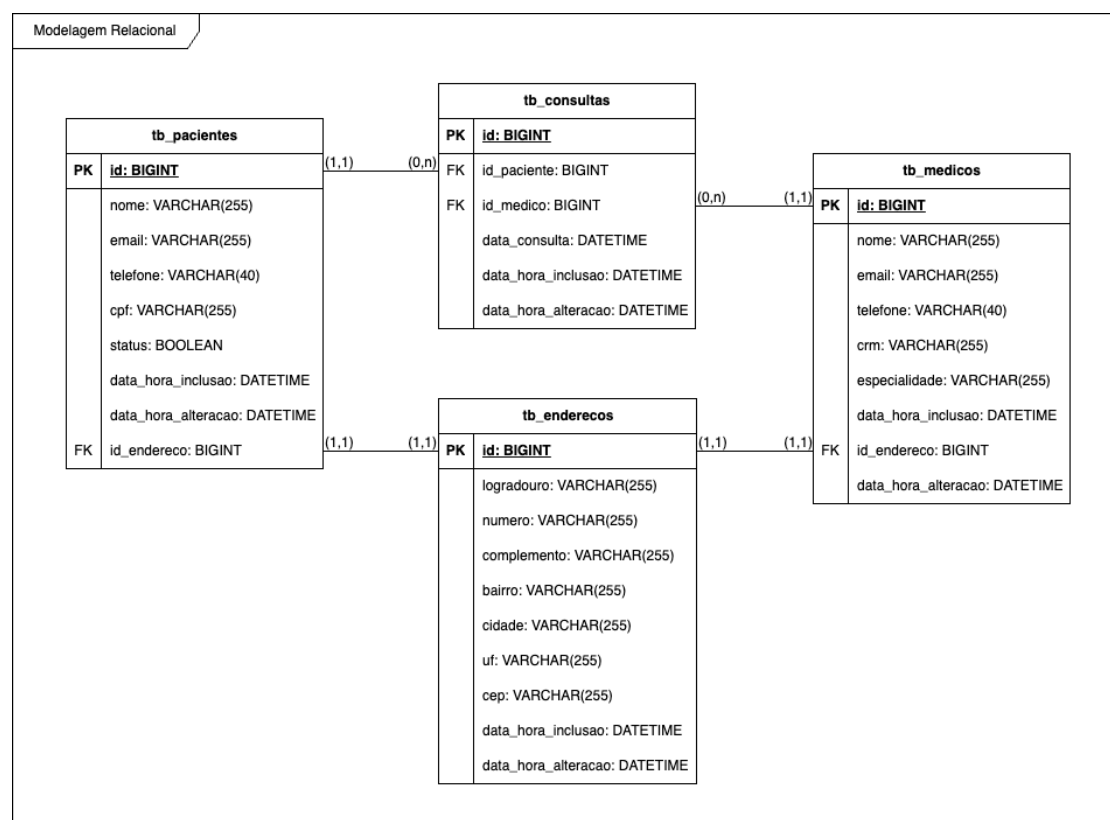 Modelagem Relacional
tb_pacientes
PK id: BIGINT
nome: VARCHAR(255)
email: VARCHAR(255)
telefone: VARCHAR(40)
cpf: VARCHAR(255)
status: BOOLEAN
data_hora_inclusao: DATETIME
data_hora_alteracao: DATETIME
FK id_endereco: BIGINT
(1,1) (0,n)
(1,1) (1,1)
tb_consultas
PK id: BIGINT
FK id_paciente: BIGINT
FK id_medico: BIGINT
data_consulta: DATETIME
data_hora_inclusao: DATETIME
data_hora_alteracao: DATETIME
(0,n) (1,1)
tb_enderecos
PK id: BIGINT
logradouro: VARCHAR(255)
numero: VARCHAR(255)
complemento: VARCHAR(255)
bairro: VARCHAR(255)
cidade: VARCHAR(255)
uf: VARCHAR(255)
cep: VARCHAR(255)
data_hora_inclusao: DATETIME
data_hora_alteracao: DATETIME
(1,1) (1,1)
tb_medicos
PK id: BIGINT
nome: VARCHAR(255)
email: VARCHAR(255)
telefone: VARCHAR(40)
crm: VARCHAR(255)
especialidade: VARCHAR(255)
data_hora_inclusao: DATETIME
FK id_endereco: BIGINT
data_hora_alteracao: DATETIME